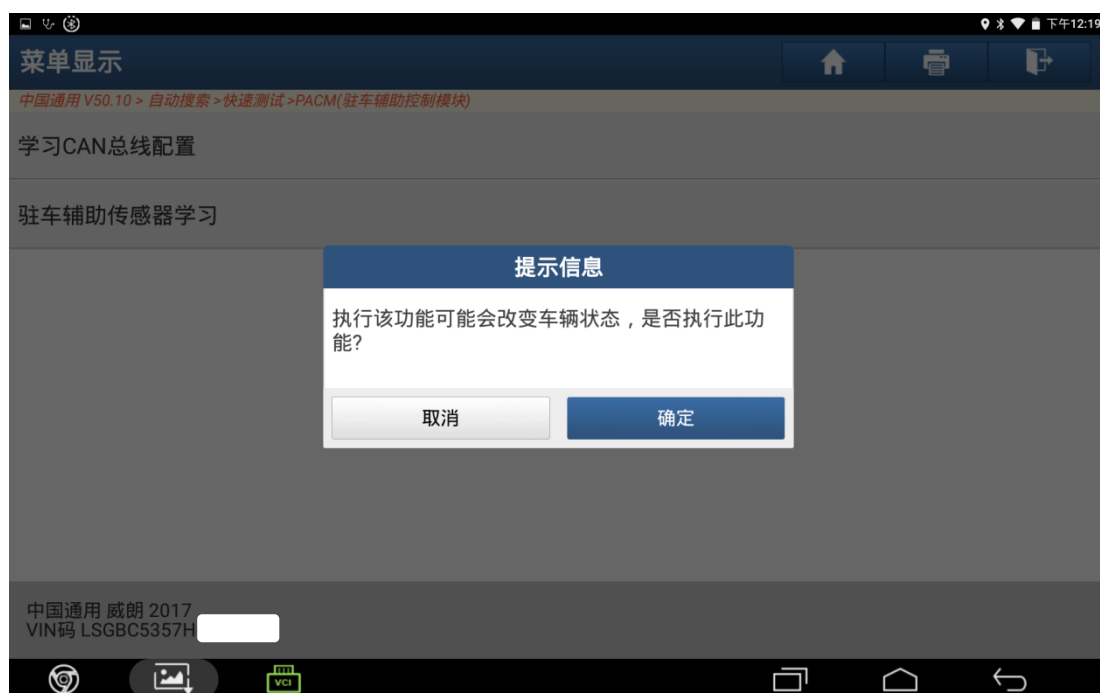 下午12:19
菜单显示
中国通用 V50.10 > 自动搜索 > 快速测试 >PACM(驻车辅助控制模块)
学习CAN总线配置
驻车辅助传感器学习
提示信息
执行该功能可能会改变车辆状态，是否执行此功
能?
取消
确定
中国通用 威朗 2017
VIN码 LSGBC5357H
VCI